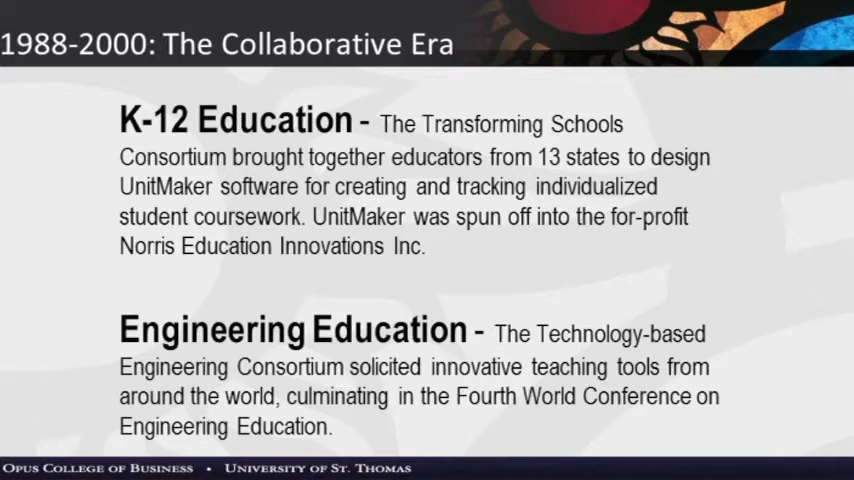 1988-2000: The Collaborative Era
K-12 Education - The Transforming Schools
Consortium brought together educators from 13 states to design
UnitMaker software for creating and tracking individualized
student coursework. UnitMaker was spun off into the for-profit
Norris Education Innovations Inc.
Engineering Education - The Technology-based
Engineering Consortium solicited innovative teaching tools from
around the world, culminating in the Fourth World Conference on
Engineering Education.
OPUS COLLEGE OF BUSINESS • UNIVERSITY OF ST. THOMAS